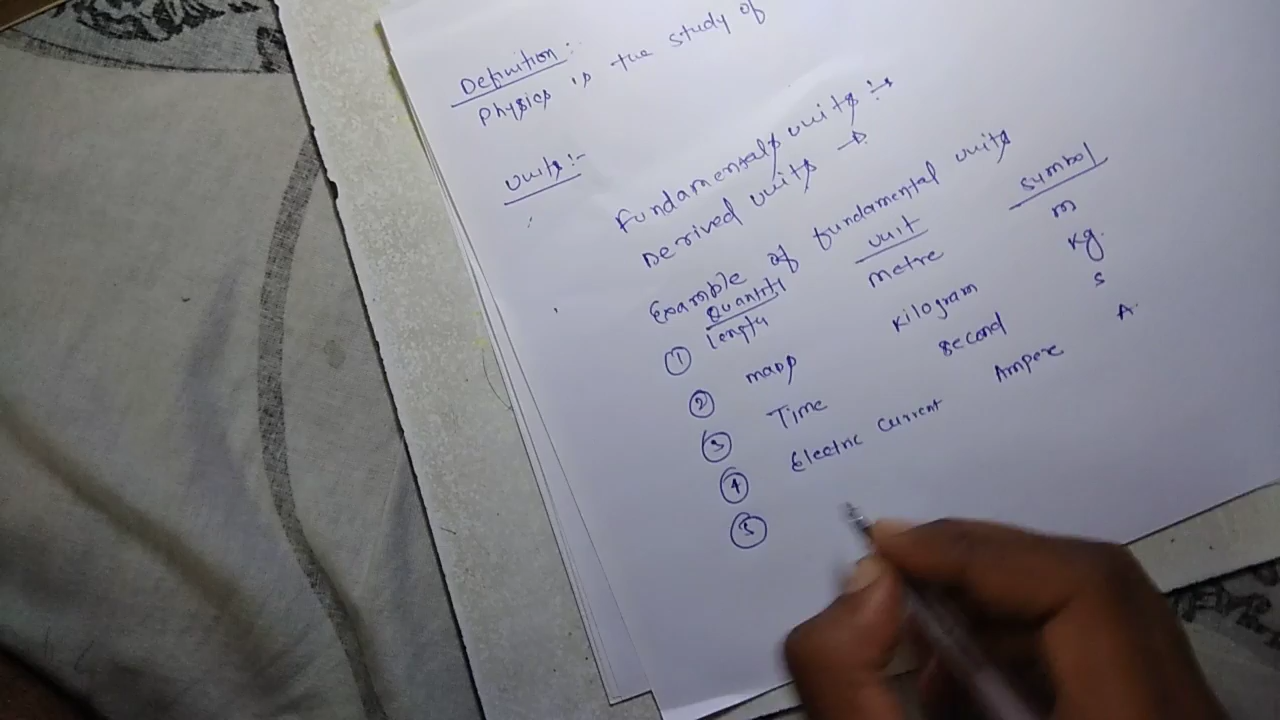 Definition:
Physics is the study of
Units:-
Fundamentals units :-
Derived units →
Example of fundamental units
Quantity unit symbol
① length metre m
② mass kilogram kg.
③ Time second s
④ Electric current Ampere A.
⑤